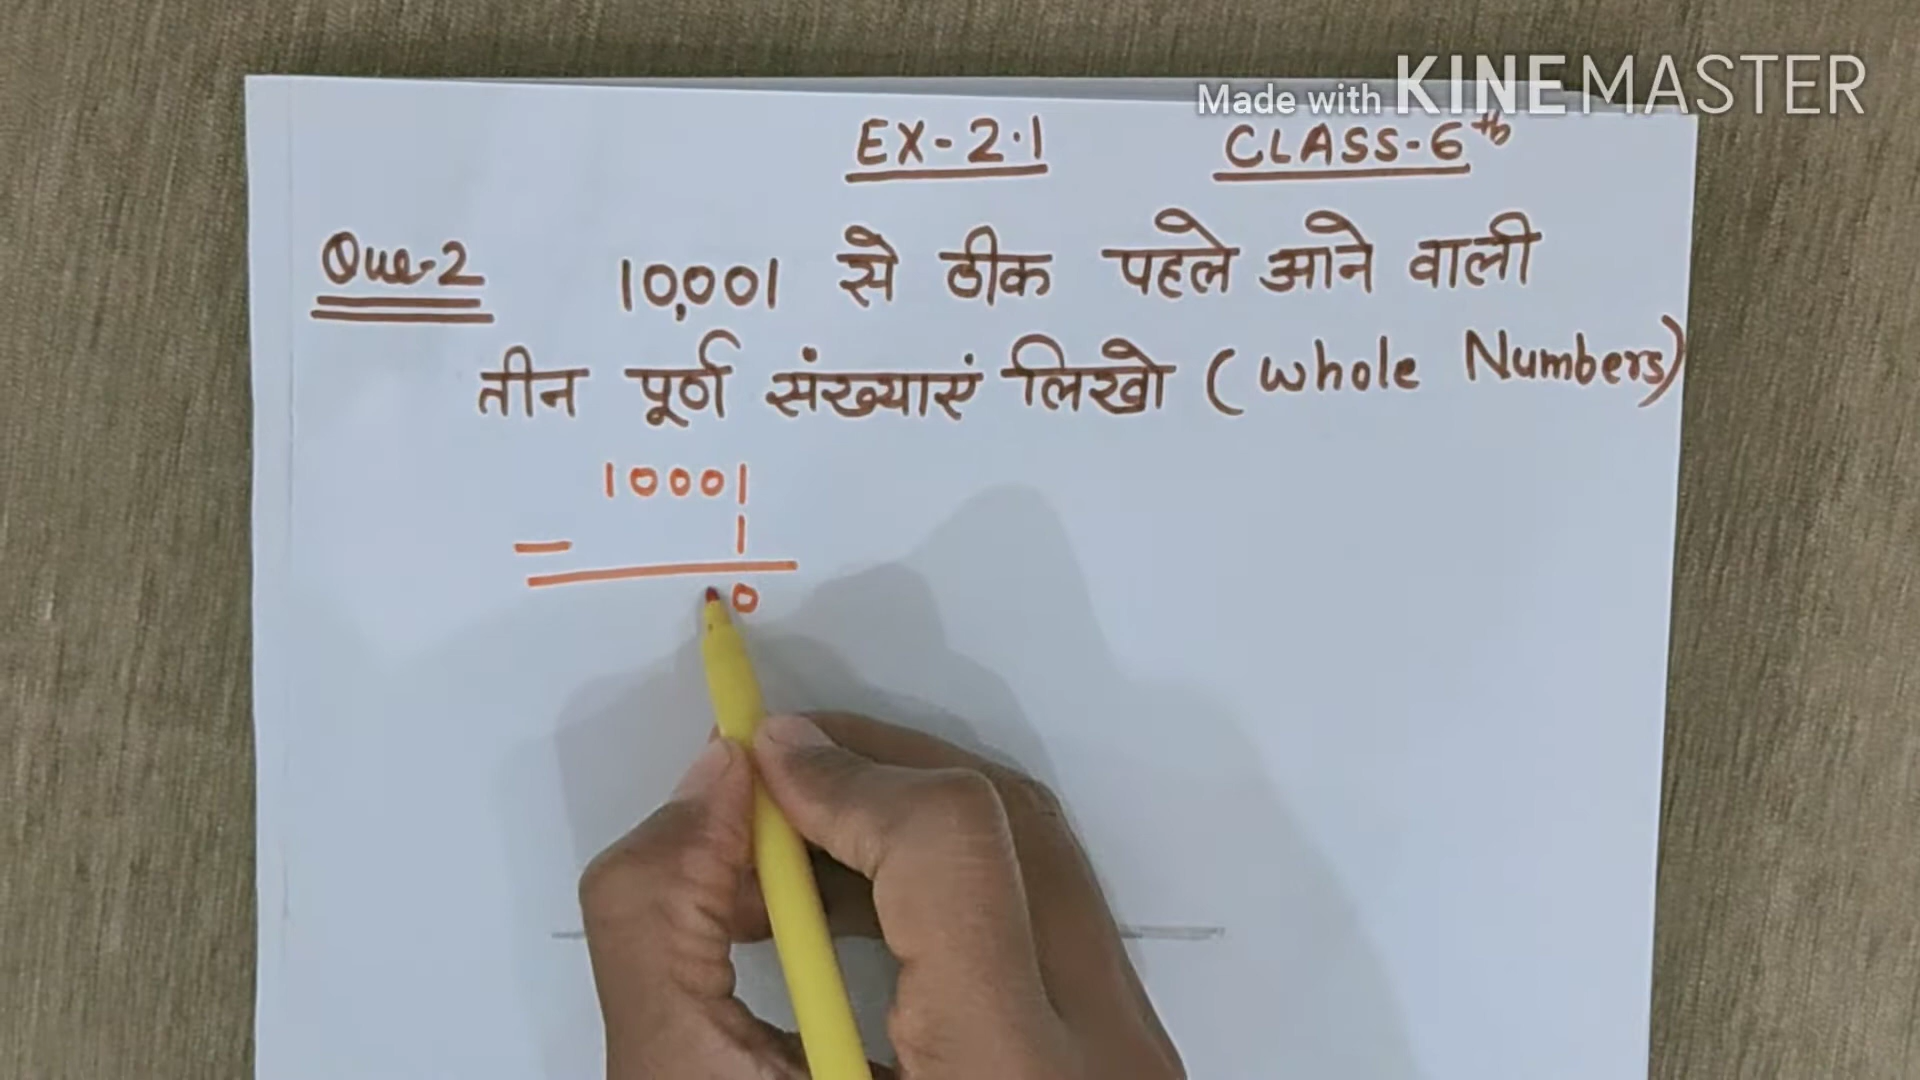 Made with KINEMASTER
EX-2.1 CLASS-6th
Que-2 10,001 से ठीक पहले आने वाली
तीन पूर्ण संख्याएं लिखो (Whole Numbers)
10001
- 1
0